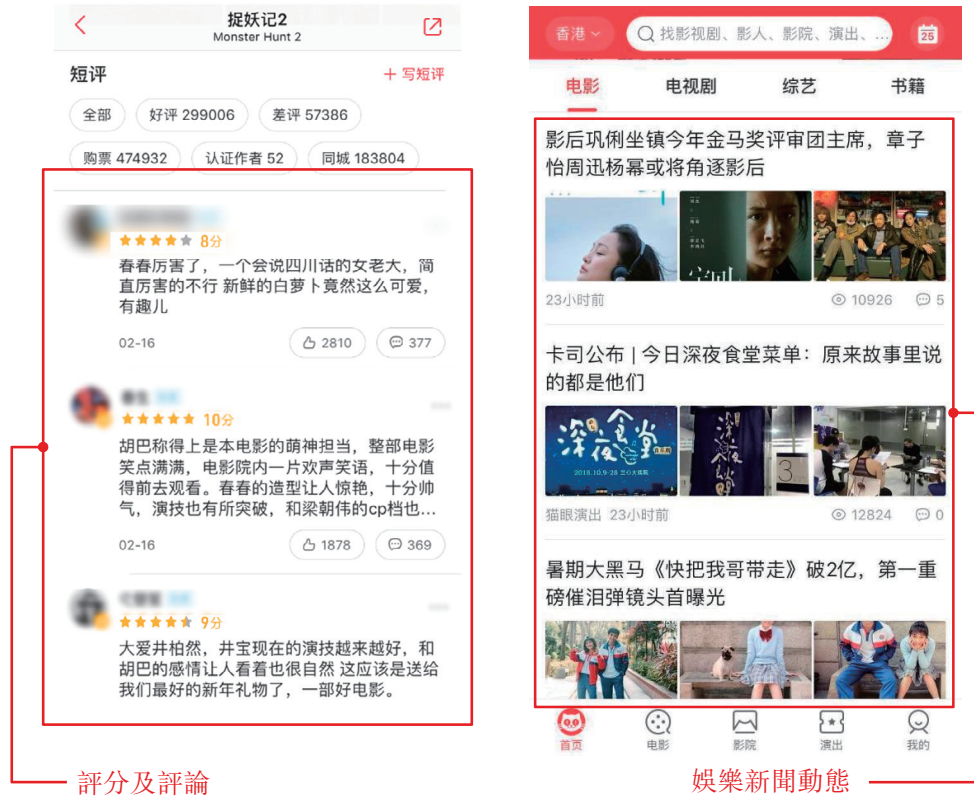 捉妖记2
Monster Hunt 2
短评
+ 写短评
全部
好评 299006
差评 57386
购票 474932
认证作者 52
同城 183804
8分
春春厉害了，一个会说四川话的女老大，简
直厉害的不行 新鲜的白萝卜竟然这么可爱，
有趣儿
02-16
2810
377
10分
胡巴称得上是本电影的萌神担当，整部电影
笑点满满，电影院内一片欢声笑语，十分值
得前去观看。春春的造型让人惊艳，十分帅
气，演技也有所突破，和梁朝伟的cp档也...
02-16
1878
369
9分
大爱井柏然，井宝现在的演技越来越好，和
胡巴的感情让人看着也很自然 这应该是送给
我们最好的新年礼物了，一部好电影。
評分及評論
香港
找影视剧、影人、影院、演出、...
25
电影
电视剧
综艺
书籍
影后巩俐坐镇今年金马奖评审团主席，章子
怡周迅杨幂或将角逐影后
23小时前
10926
5
卡司公布 | 今日深夜食堂菜单：原来故事里说
的都是他们
深夜食堂
2018.10.9-28
深夜食堂
3
猫眼演出 23小时前
12824
0
暑期大黑马《快把我哥带走》破2亿，第一重
磅催泪弹镜头首曝光
首页
电影
影院
演出
我的
娛樂新聞動態